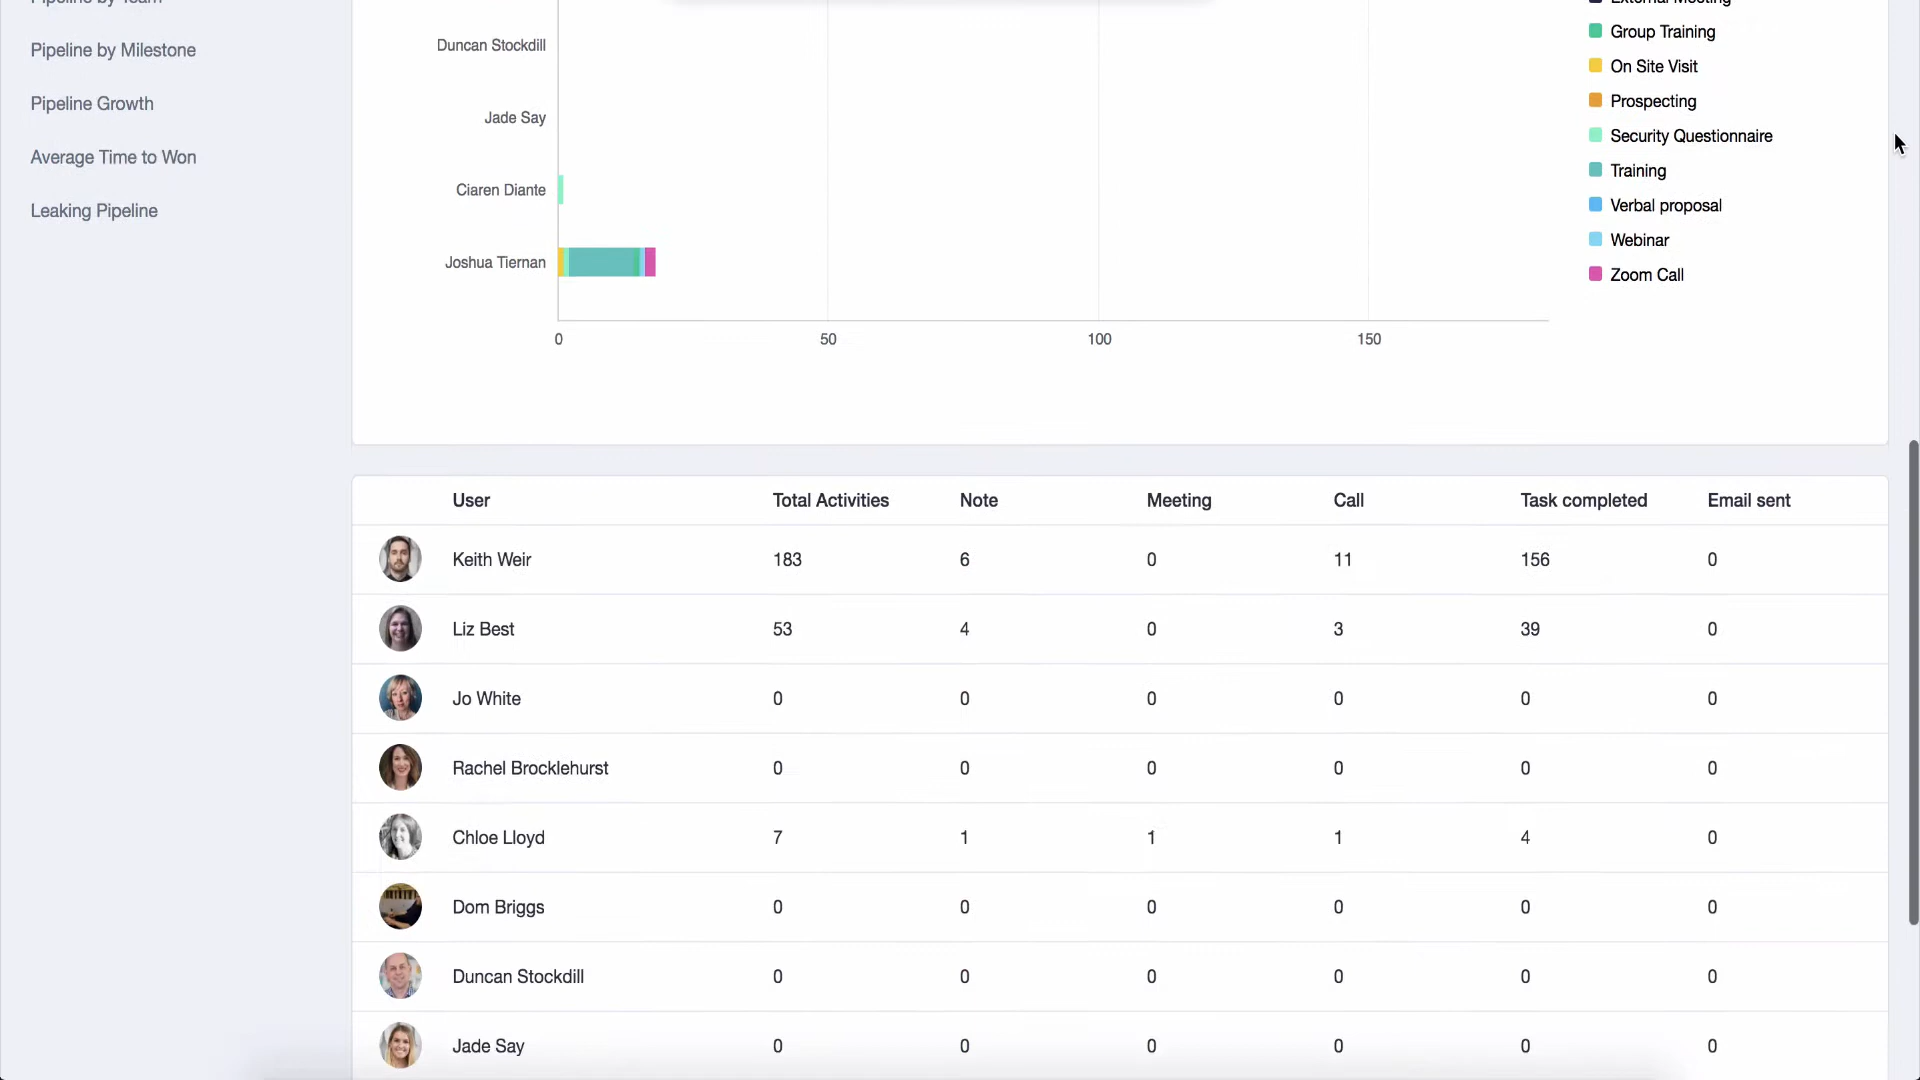 Pipeline by Team
Pipeline by Milestone
Pipeline Growth
Average Time to Won
Leaking Pipeline
Duncan Stockdill
Jade Say
Ciaren Diante
Joshua Tiernan
0 50 100 150
External Meeting
Group Training
On Site Visit
Prospecting
Security Questionnaire
Training
Verbal proposal
Webinar
Zoom Call
User Total Activities Note Meeting Call Task completed Email sent
Keith Weir 183 6 0 11 156 0
Liz Best 53 4 0 3 39 0
Jo White 0 0 0 0 0 0
Rachel Brocklehurst 0 0 0 0 0 0
Chloe Lloyd 7 1 1 1 4 0
Dom Briggs 0 0 0 0 0 0
Duncan Stockdill 0 0 0 0 0 0
Jade Say 0 0 0 0 0 0